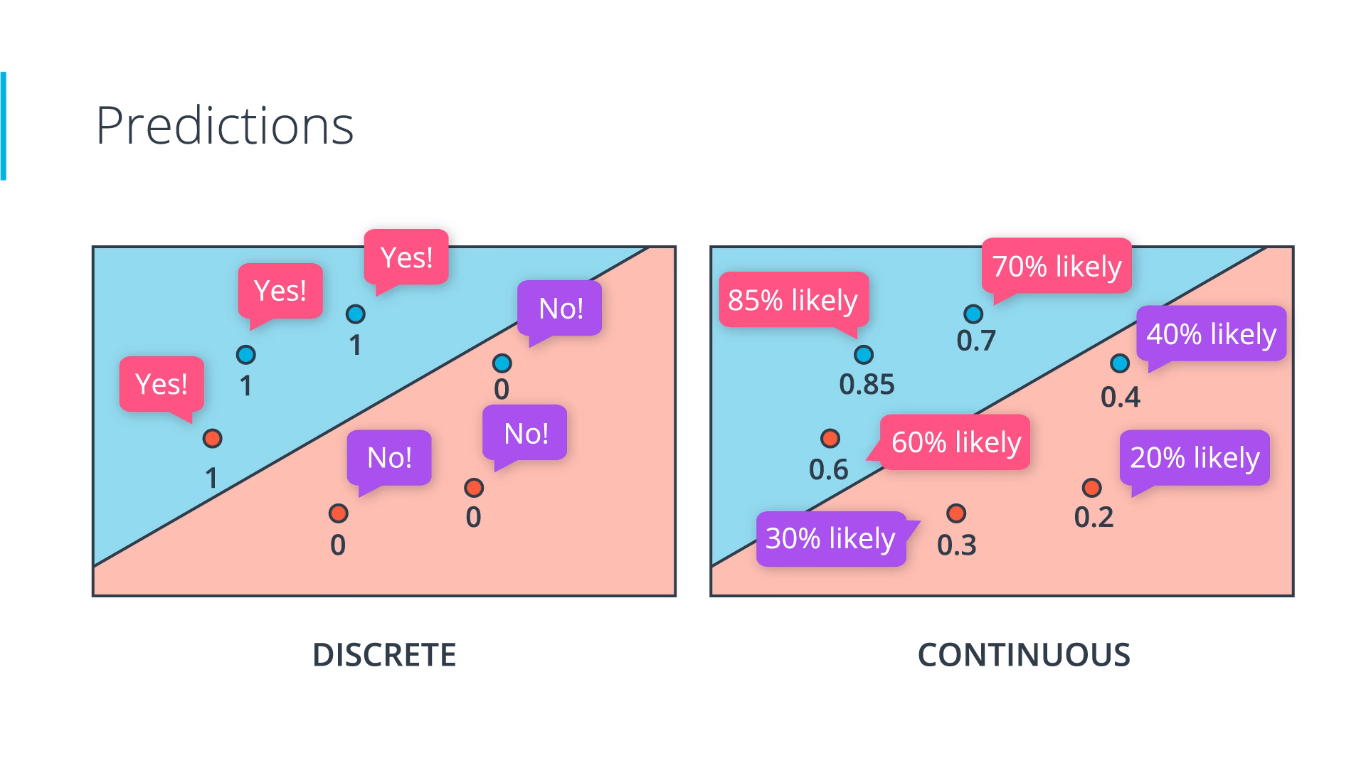 Predictions
Yes!
Yes!
No!
1
1
0
Yes!
1
No!
No!
0
0
DISCRETE
70% likely
85% likely
0.7
40% likely
0.85
0.4
60% likely
0.6
20% likely
0.2
30% likely
0.3
CONTINUOUS